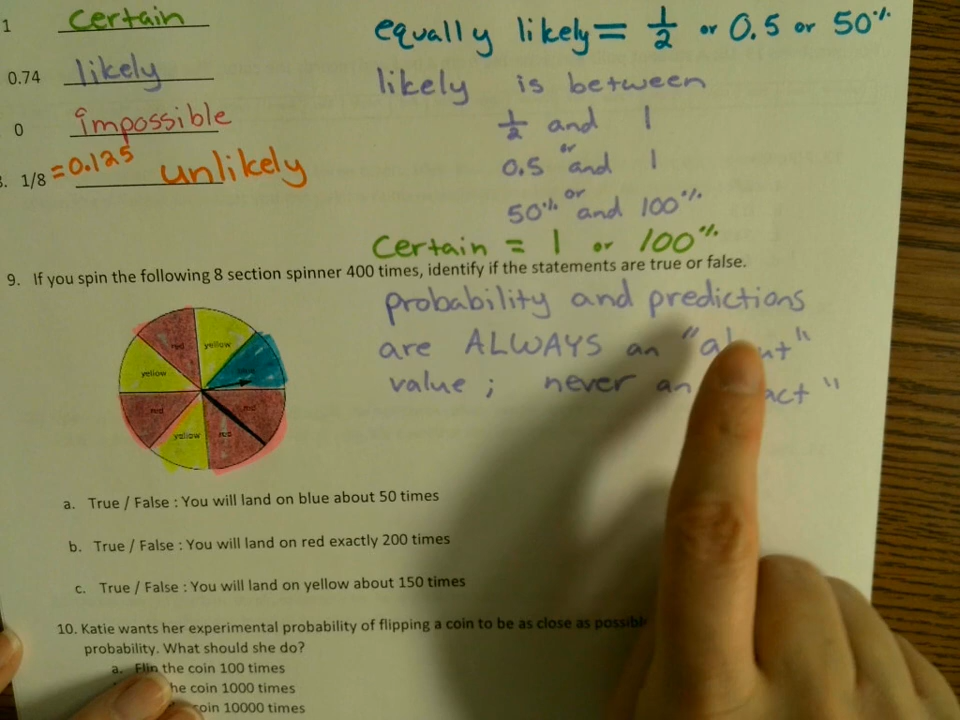 1 certain
equally likely = 1/2 or 0.5 or 50%
0.74 likely
likely is between
1/2 and 1
0 impossible
or
0.5 and 1
. 1/8 = 0.125 unlikely
or
50% and 100%
Certain = 1 or 100%
9. If you spin the following 8 section spinner 400 times, identify if the statements are true or false.
probability and predictions
are ALWAYS an
value ; never an
red
yellow
yellow
red
red
yellow
red
a. True / False : You will land on blue about 50 times
b. True / False : You will land on red exactly 200 times
c. True / False : You will land on yellow about 150 times
10. Katie wants her experimental probability of flipping a coin to be as close as
probability. What should she do?
a. Flip the coin 100 times
coin 1000 times
coin 10000 times